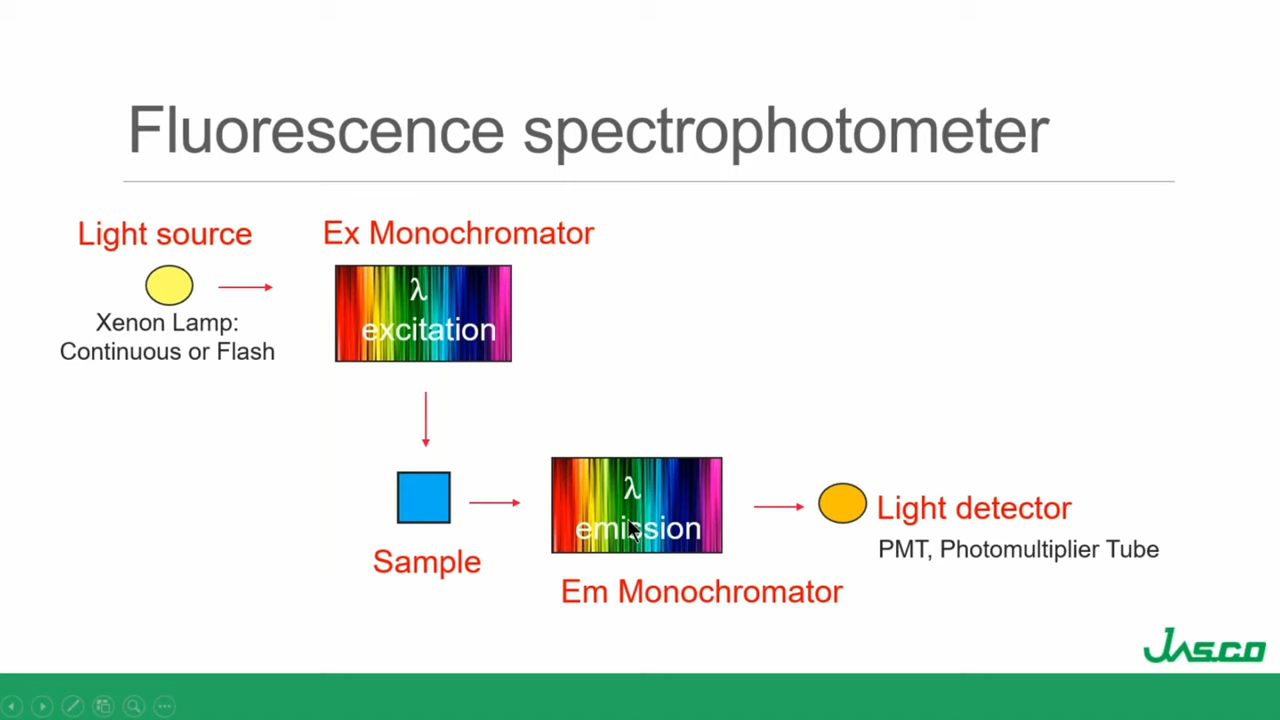 Fluorescence spectrophotometer
Light source
Xenon Lamp:
Continuous or Flash
Ex Monochromator
λ
excitation
Sample
λ
emission
Em Monochromator
Light detector
PMT, Photomultiplier Tube
JASCO